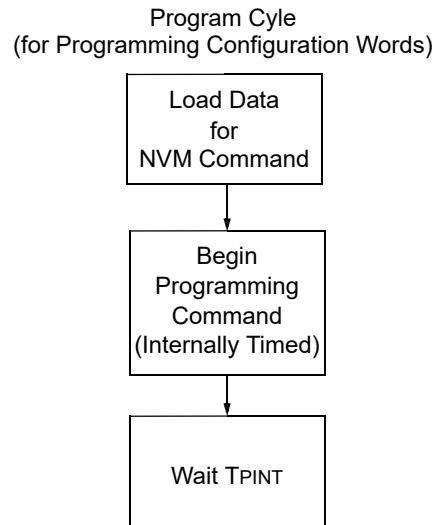 Program Cyle
(for Programming Configuration Words)
Load Data
for
NVM Command
Begin
Programming
Command
(Internally Timed)
Wait TPINT